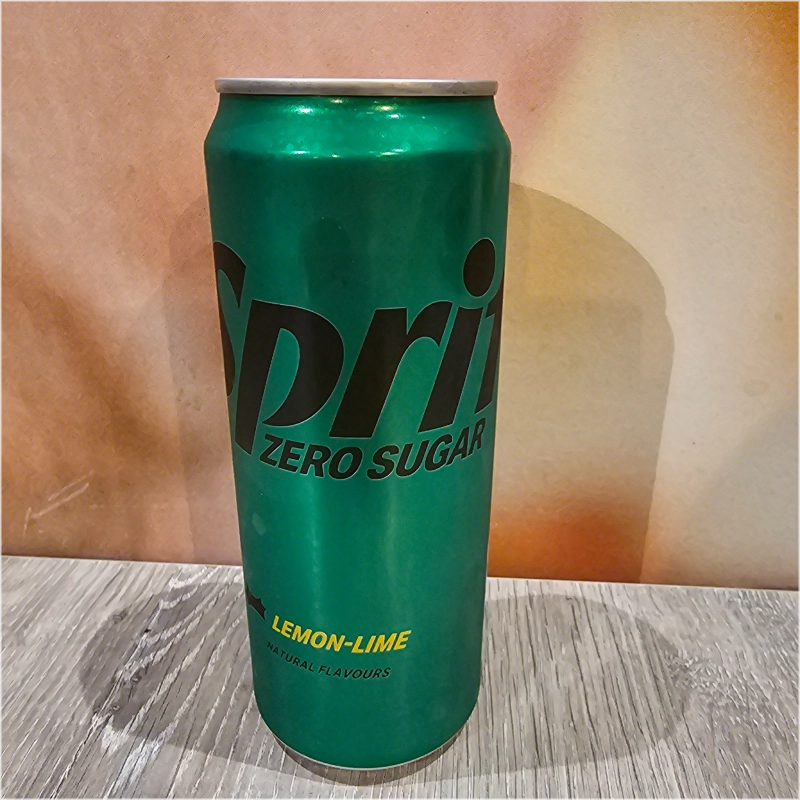 Sprit
ZERO SUGAR
LEMON-LIME
NATURAL FLAVOURS